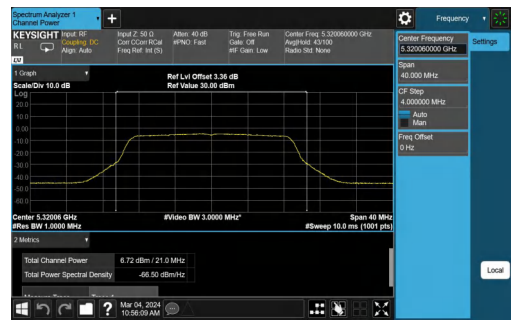 Spectrum Analyzer 1
Channel Power
+
Frequency
KEYSIGHT
RL
Input: RF
Coupling: DC
Align: Auto
Input Z: 50 Ω
Corr CCorr RCal
Freq Ref: Int (S)
Atten: 40 dB
#PNO: Fast
Trig: Free Run
Gate: Off
#IF Gain: Low
Center Freq: 5.320060000 GHz
Avg|Hold: 43/100
Radio Std: None
LV
1 Graph
Scale/Div 10.0 dB
Ref Lvl Offset 3.36 dB
Ref Value 30.00 dBm
Log
20.0
10.0
0.00
-10.0
-20.0
-30.0
-40.0
-50.0
-60.0
Center 5.32006 GHz
#Res BW 1.0000 MHz
#Video BW 3.0000 MHz*
Span 40 MHz
#Sweep 10.0 ms (1001 pts)
2 Metrics
Total Channel Power 6.72 dBm / 21.0 MHz
Total Power Spectral Density -66.50 dBm/Hz
Mar 04, 2024
10:56:09 AM
?
Center Frequency
5.320060000 GHz
Settings
Span
40.000 MHz
CF Step
4.000000 MHz
Auto
Man
Freq Offset
0 Hz
Local